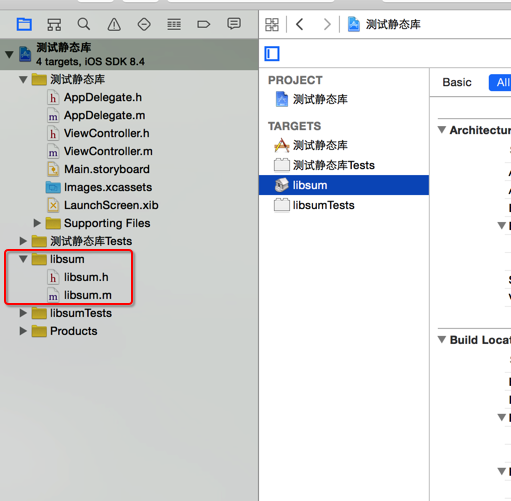 测试静态库
4 targets, iOS SDK 8.4
测试静态库
AppDelegate.h
AppDelegate.m
ViewController.h
ViewController.m
Main.storyboard
Images.xcassets
LaunchScreen.xib
Supporting Files
测试静态库Tests
libsum
libsum.h
libsum.m
libsumTests
Products
测试静态库
PROJECT
测试静态库
TARGETS
测试静态库
测试静态库Tests
libsum
libsumTests
Basic
All
Architectur
Build Locat